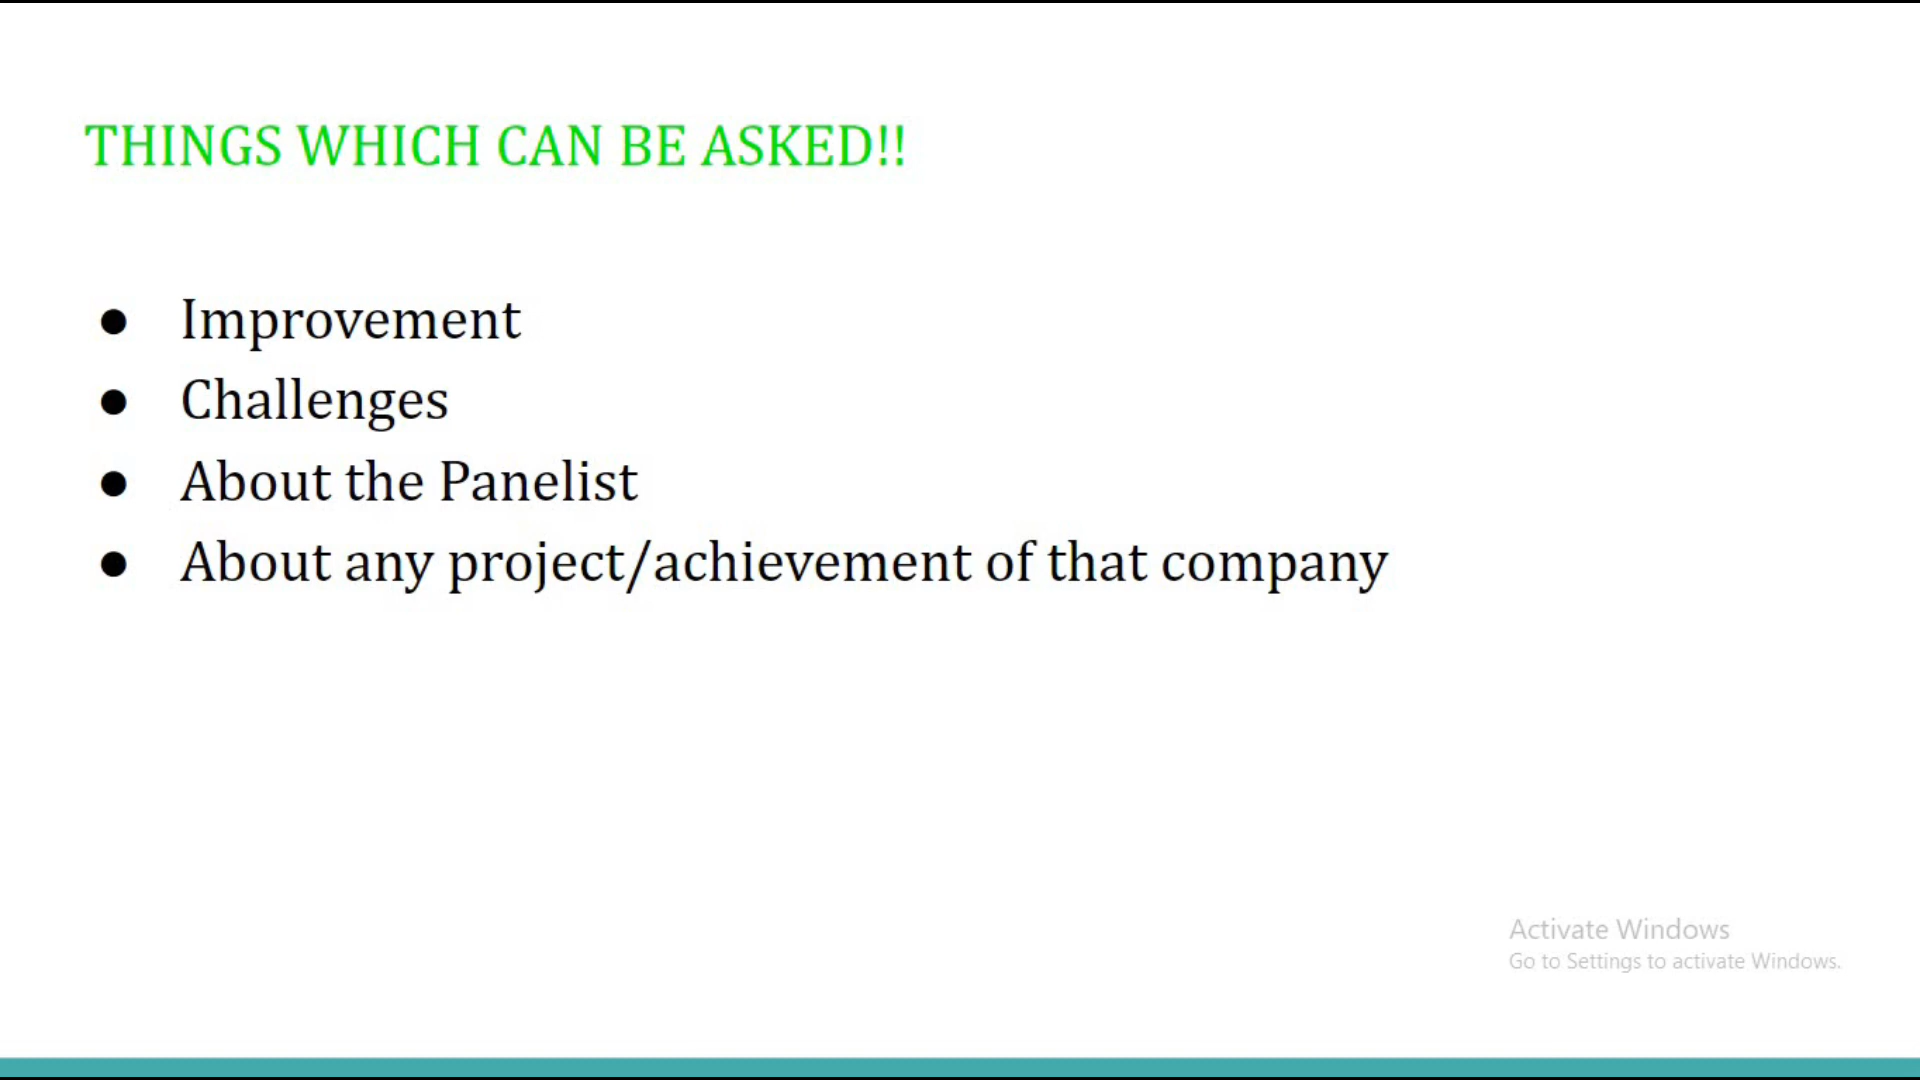 THINGS WHICH CAN BE ASKED!!
● Improvement
● Challenges
● About the Panelist
● About any project/achievement of that company
Activate Windows
Go to Settings to activate Windows.